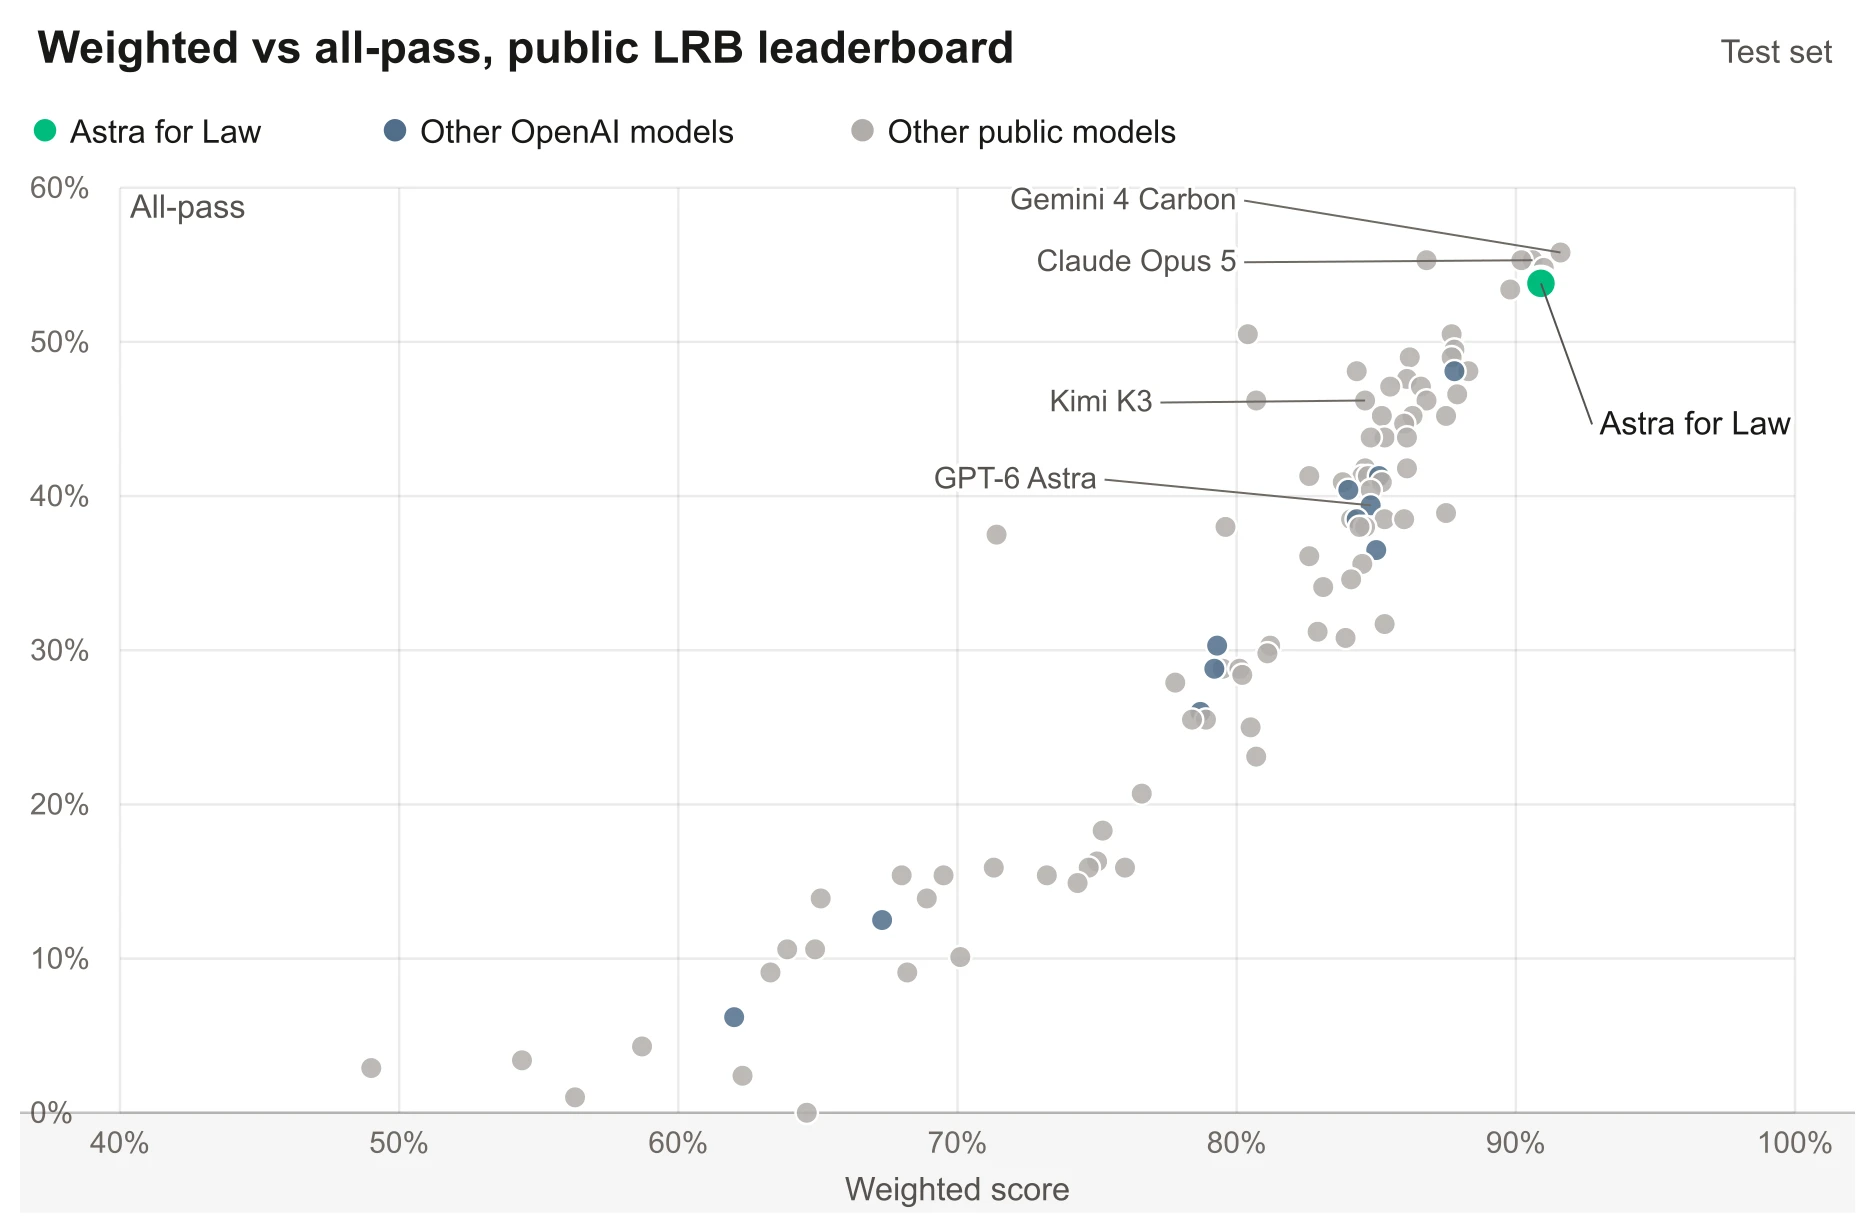 Weighted vs all-pass, public LRB leaderboard
Test set
Astra for Law
Other OpenAI models
Other public models
60%
All-pass
Gemini 4 Carbon
Claude Opus 5
50%
Kimi K3
Astra for Law
GPT-6 Astra
40%
30%
20%
10%
0%
40% 50% 60% 70% 80% 90% 100%
Weighted score